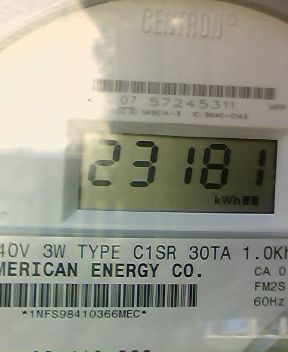 CENTRON®
07 57245311
23181
kWh
40V 3W TYPE C1SR 30TA 1.0Kh
MERICAN ENERGY CO.
CA 0
FM2S
60Hz
*1NFS98410366MEC*